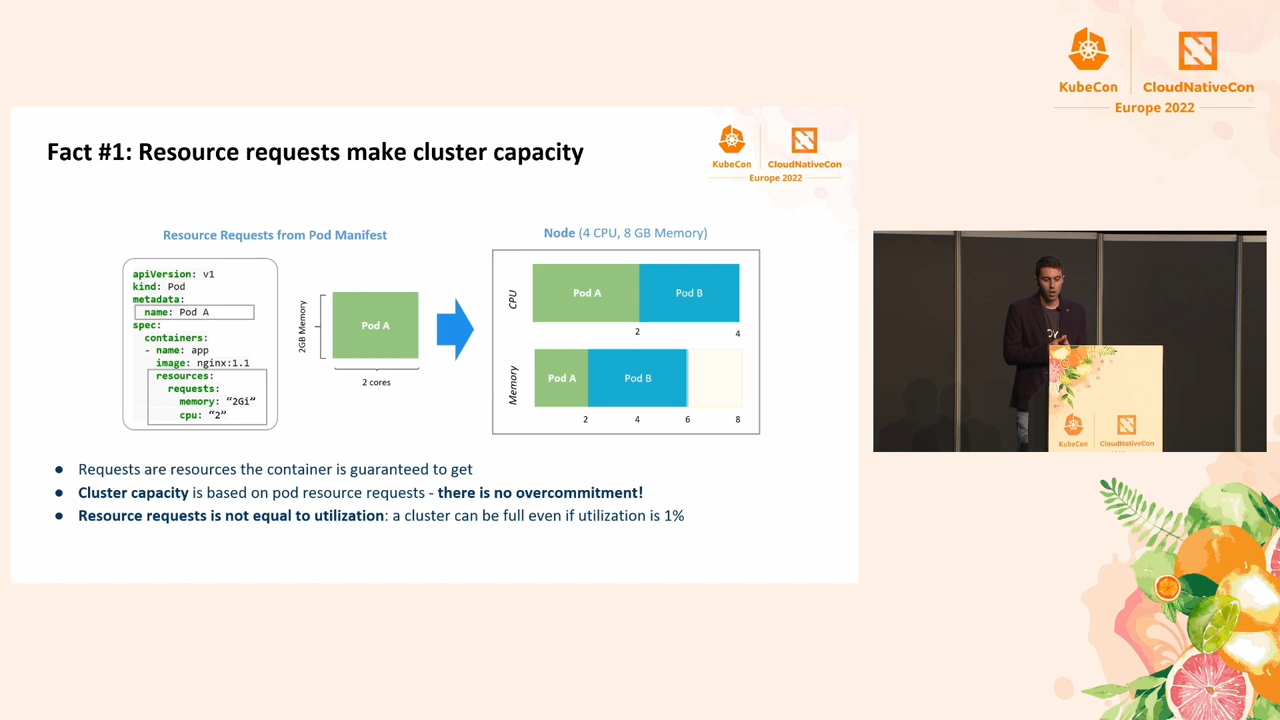 KubeCon
CloudNativeCon
Europe 2022
Fact #1: Resource requests make cluster capacity
KubeCon
CloudNativeCon
Europe 2022
Resource Requests from Pod Manifest
apiVersion: v1
kind: Pod
metadata:
name: Pod A
spec:
containers:
- name: app
image: nginx:1.1
resources:
requests:
memory: “2Gi”
cpu: “2”
2GB Memory
Pod A
2 cores
Node (4 CPU, 8 GB Memory)
CPU
Pod A
Pod B
2
4
Memory
Pod A
Pod B
2
4
6
8
● Requests are resources the container is guaranteed to get
● Cluster capacity is based on pod resource requests - there is no overcommitment!
● Resource requests is not equal to utilization: a cluster can be full even if utilization is 1%
KubeCon
CloudNativeCon